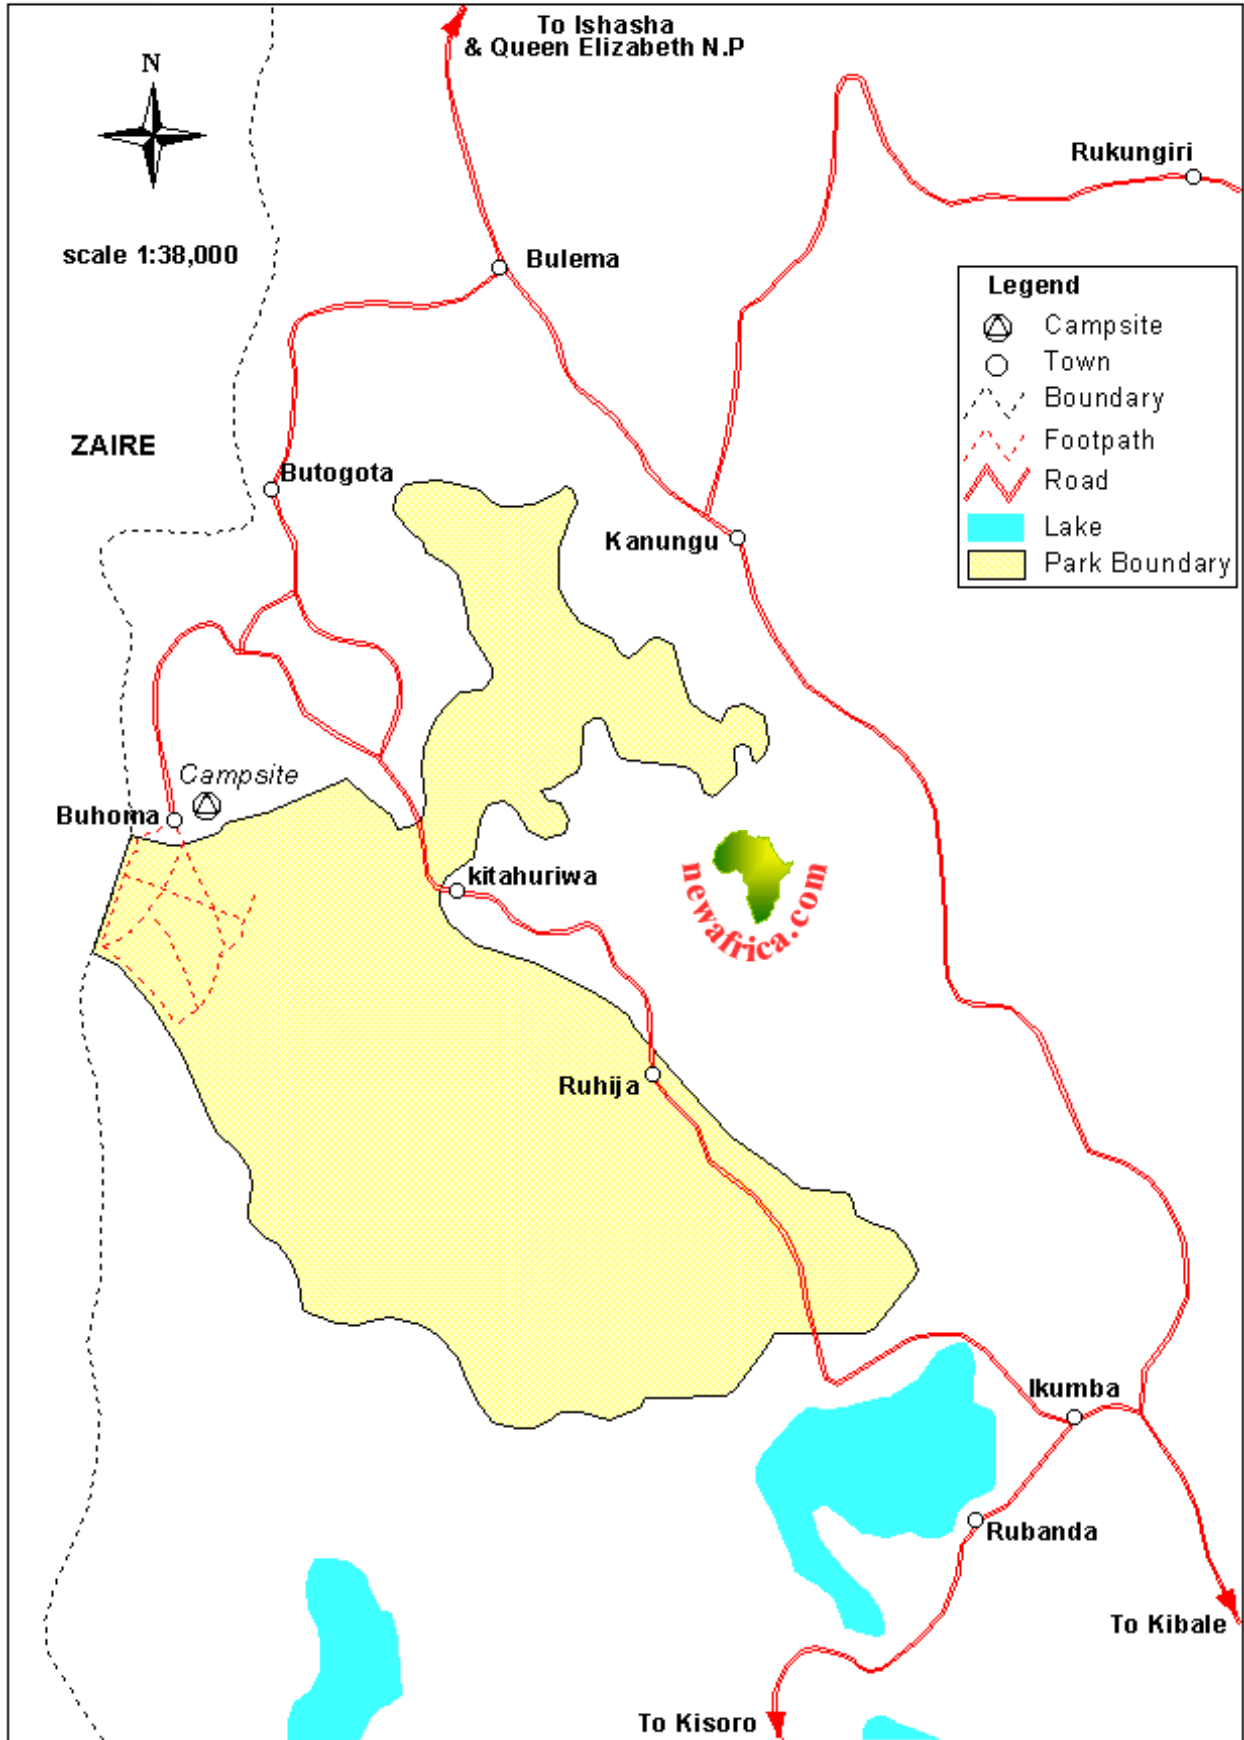 To Ishasha
& Queen Elizabeth N.P
N
Rukungiri
scale 1:38,000
Bulema
Legend
Campsite
Town
Boundary
Footpath
Road
Lake
Park Boundary
ZAIRE
Butogota
Kanungu
Campsite
Buhoma
kitahuriwa
newafrica.com
Ruhija
Ikumba
Rubanda
To Kibale
To Kisoro